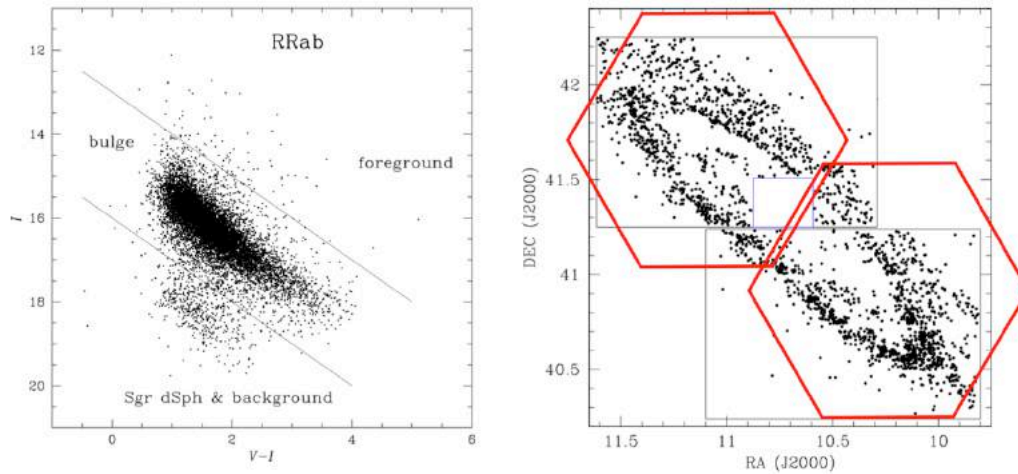 RRab
bulge
foreground
Sgr dSph & background
12
14
16
18
20
I
0
2
4
6
V-I
42
41.5
41
40.5
DEC (J2000)
11.5
11
10.5
10
RA (J2000)